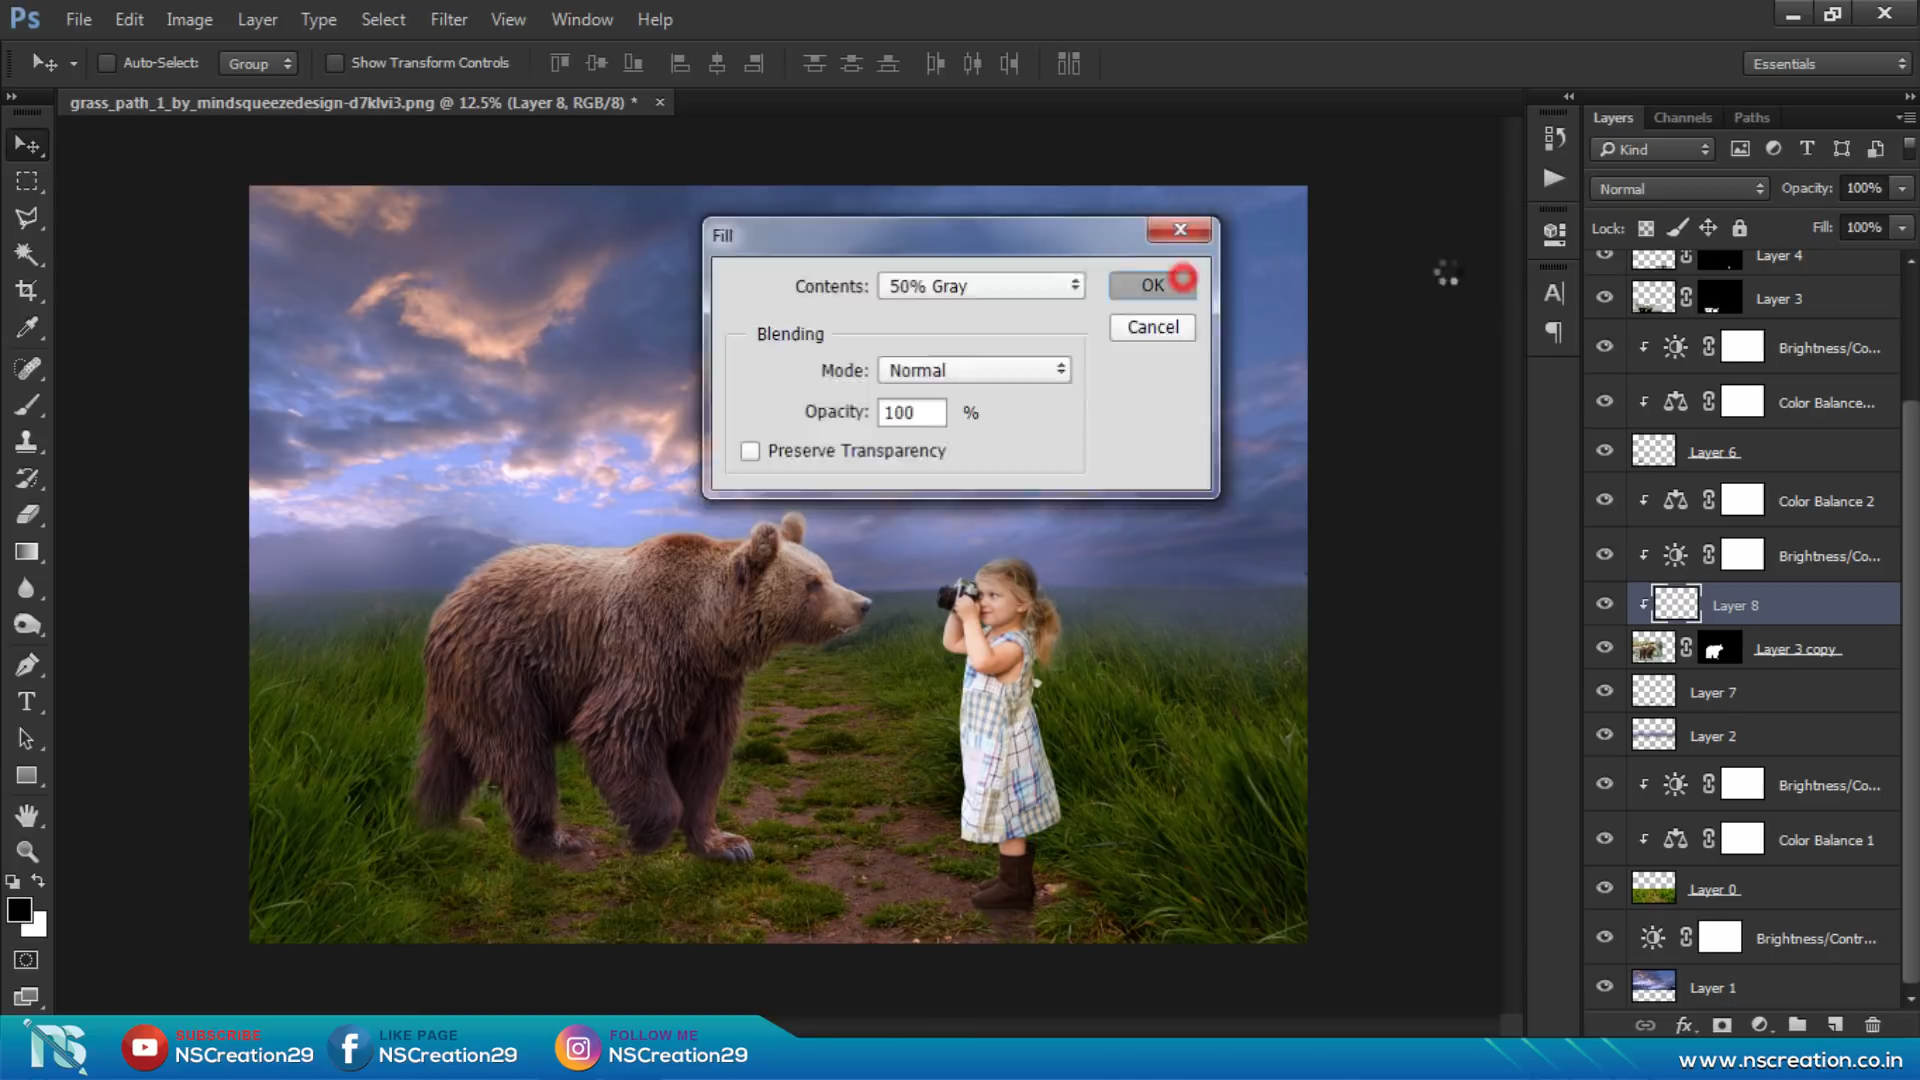 Ps File Edit Image Layer Type Select Filter View Window Help
Auto-Select: Group Show Transform Controls Essentials
grass_path_1_by_mindsqueezedesign-d7klvi3.png @ 12.5% (Layer 8, RGB/8) * ×
Layers Channels Paths
Kind
Normal Opacity: 100%
Lock: Fill: 100%
Layer 4
Layer 3
Brightness/Co...
Color Balance...
Layer 6
Color Balance 2
Brightness/Co...
Layer 8
Layer 3 copy
Layer 7
Layer 2
Brightness/Co...
Color Balance 1
Layer 0
Brightness/Contr...
Layer 1
Fill
Contents: 50% Gray OK
Cancel
Blending
Mode: Normal
Opacity: 100 %
Preserve Transparency
NS
SUBSCRIBE
NSCreation29
LIKE PAGE
NSCreation29
FOLLOW ME
NSCreation29
www.nscreation.co.in